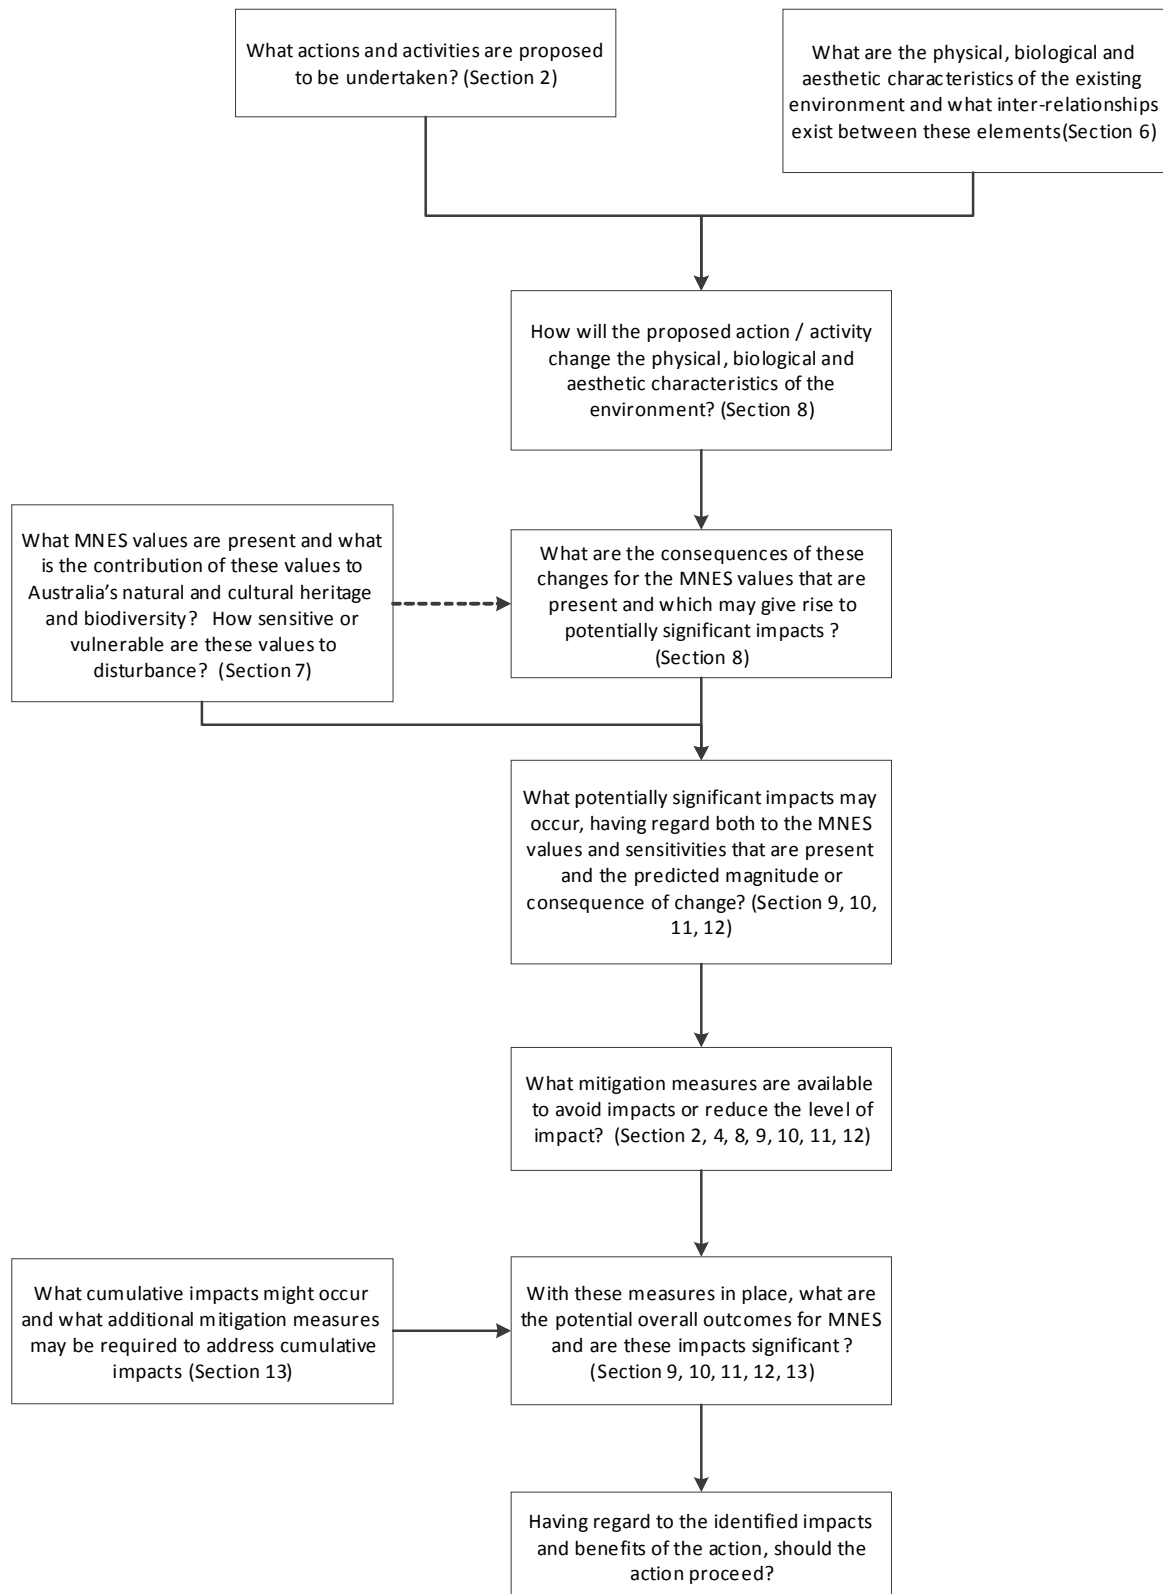 What actions and activities are proposed
to be undertaken? (Section 2)
What are the physical, biological and
aesthetic characteristics of the existing
environment and what inter-relationships
exist between these elements(Section 6)
How will the proposed action / activity
change the physical, biological and
aesthetic characteristics of the
environment? (Section 8)
What MNES values are present and what
is the contribution of these values to
Australia's natural and cultural heritage
and biodiversity? How sensitive or
vulnerable are these values to
disturbance? (Section 7)
What are the consequences of these
changes for the MNES values that are
present and which may give rise to
potentially significant impacts ?
(Section 8)
What potentially significant impacts may
occur, having regard both to the MNES
values and sensitivities that are present
and the predicted magnitude or
consequence of change? (Section 9, 10,
11, 12)
What mitigation measures are available
to avoid impacts or reduce the level of
impact? (Section 2, 4, 8, 9, 10, 11, 12)
What cumulative impacts might occur
and what additional mitigation measures
may be required to address cumulative
impacts (Section 13)
With these measures in place, what are
the potential overall outcomes for MNES
and are these impacts significant ?
(Section 9, 10, 11, 12, 13)
Having regard to the identified impacts
and benefits of the action, should the
action proceed?